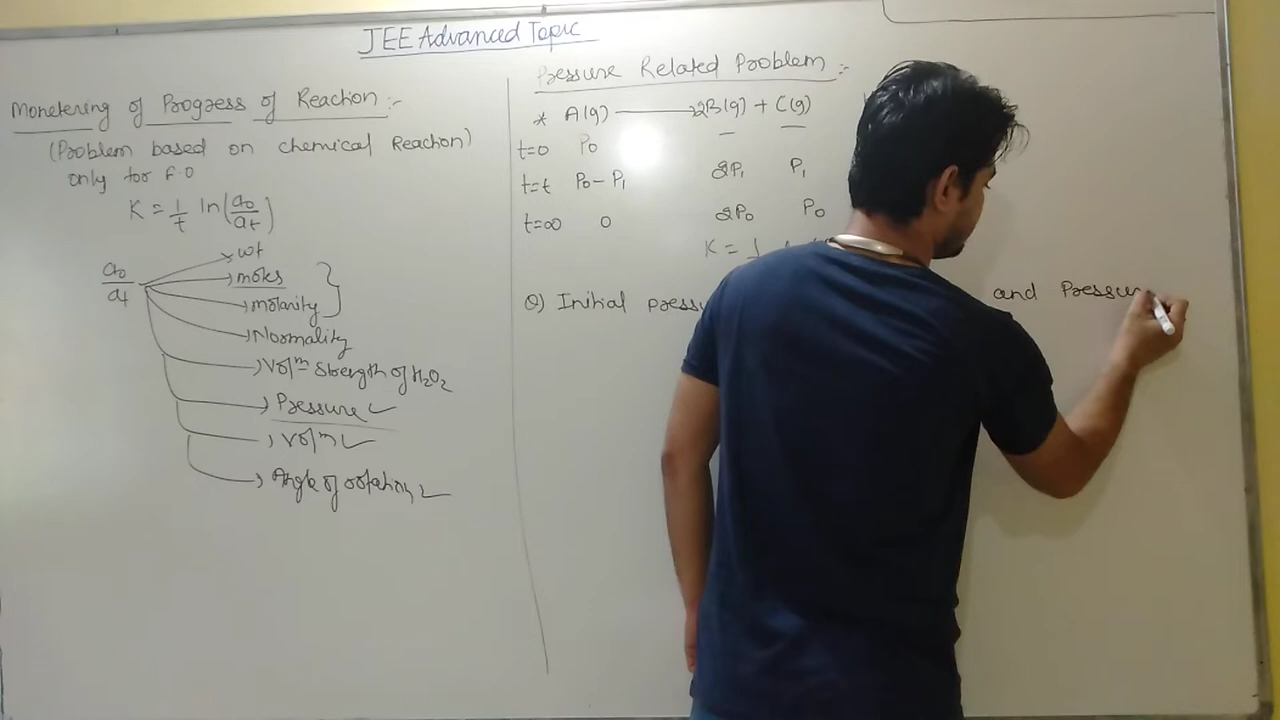 JEE Advanced Topic
Monetering of Progress of Reaction :-
(Problem based on chemical Reaction)
only for F.O
K = 1/t ln(a0/at)
a0/at
wt
moles
molarity
Normality
Volm strength of H2O2
Pressure ✓
Volm ✓
Angle of rotation ✓
Pressure Related Problem :-
* A(g) → 2B(g) + C(g)
t=0 P0 — —
t=t P0-P1 2P1 P1
t=∞ 0 2P0 P0
K = 1
Q) Initial pressu and Pressur